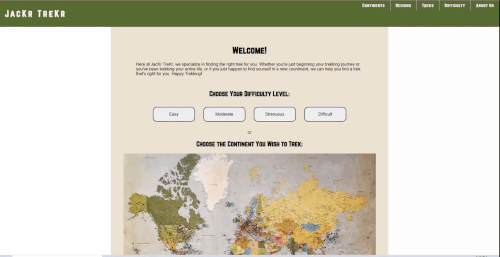 JacKr TreKr
Continents
Regions
Treks
Difficulty
About Us
Welcome!
Here at JacKr TreKr, we specialize in finding the right trek for you. Whether you're just beginning your trekking journey or
you've been trekking your entire life, or if you just happen to find yourself in a new countinent, we can help you find a trek
that's right for you. Happy Trekking!
Choose Your Difficulty Level:
Easy
Moderate
Strenuous
Difficult
or
Choose the Continent You Wish to Trek: